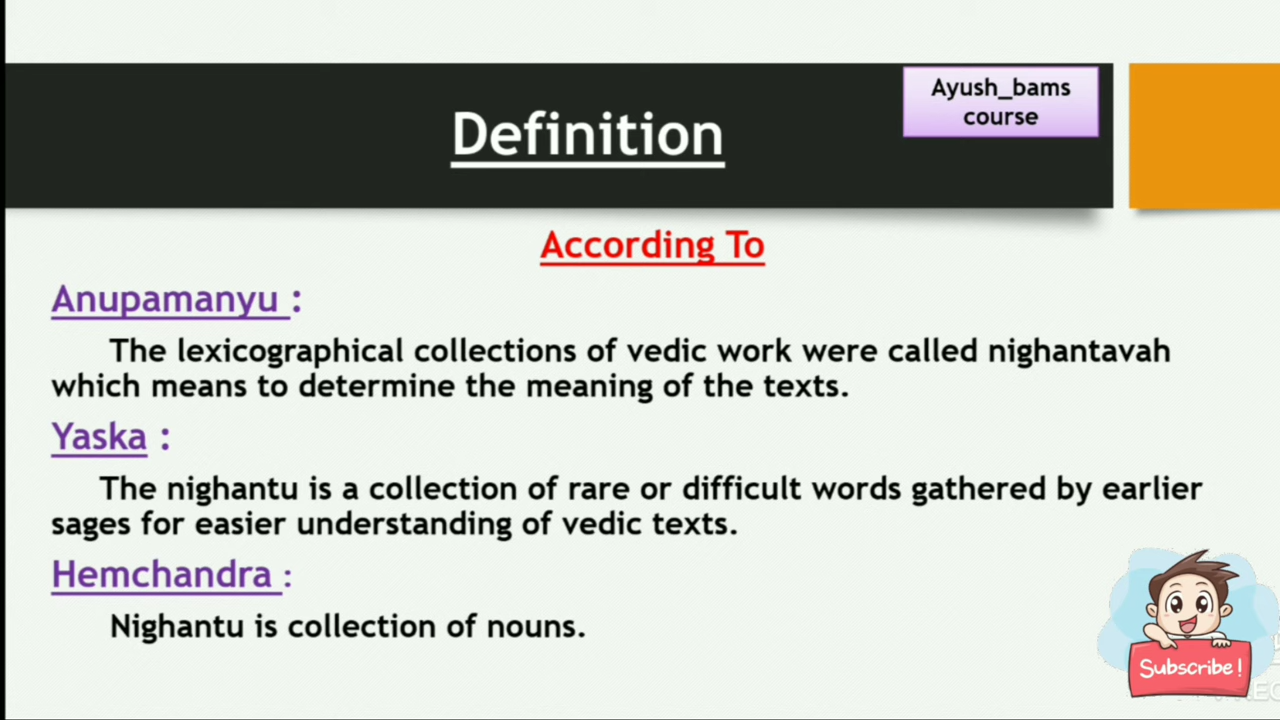 Ayush_bams
course
Definition
According To
Anupamanyu :
The lexicographical collections of vedic work were called nighantavah
which means to determine the meaning of the texts.
Yaska :
The nighantu is a collection of rare or difficult words gathered by earlier
sages for easier understanding of vedic texts.
Hemchandra :
Nighantu is collection of nouns.
Subscribe!